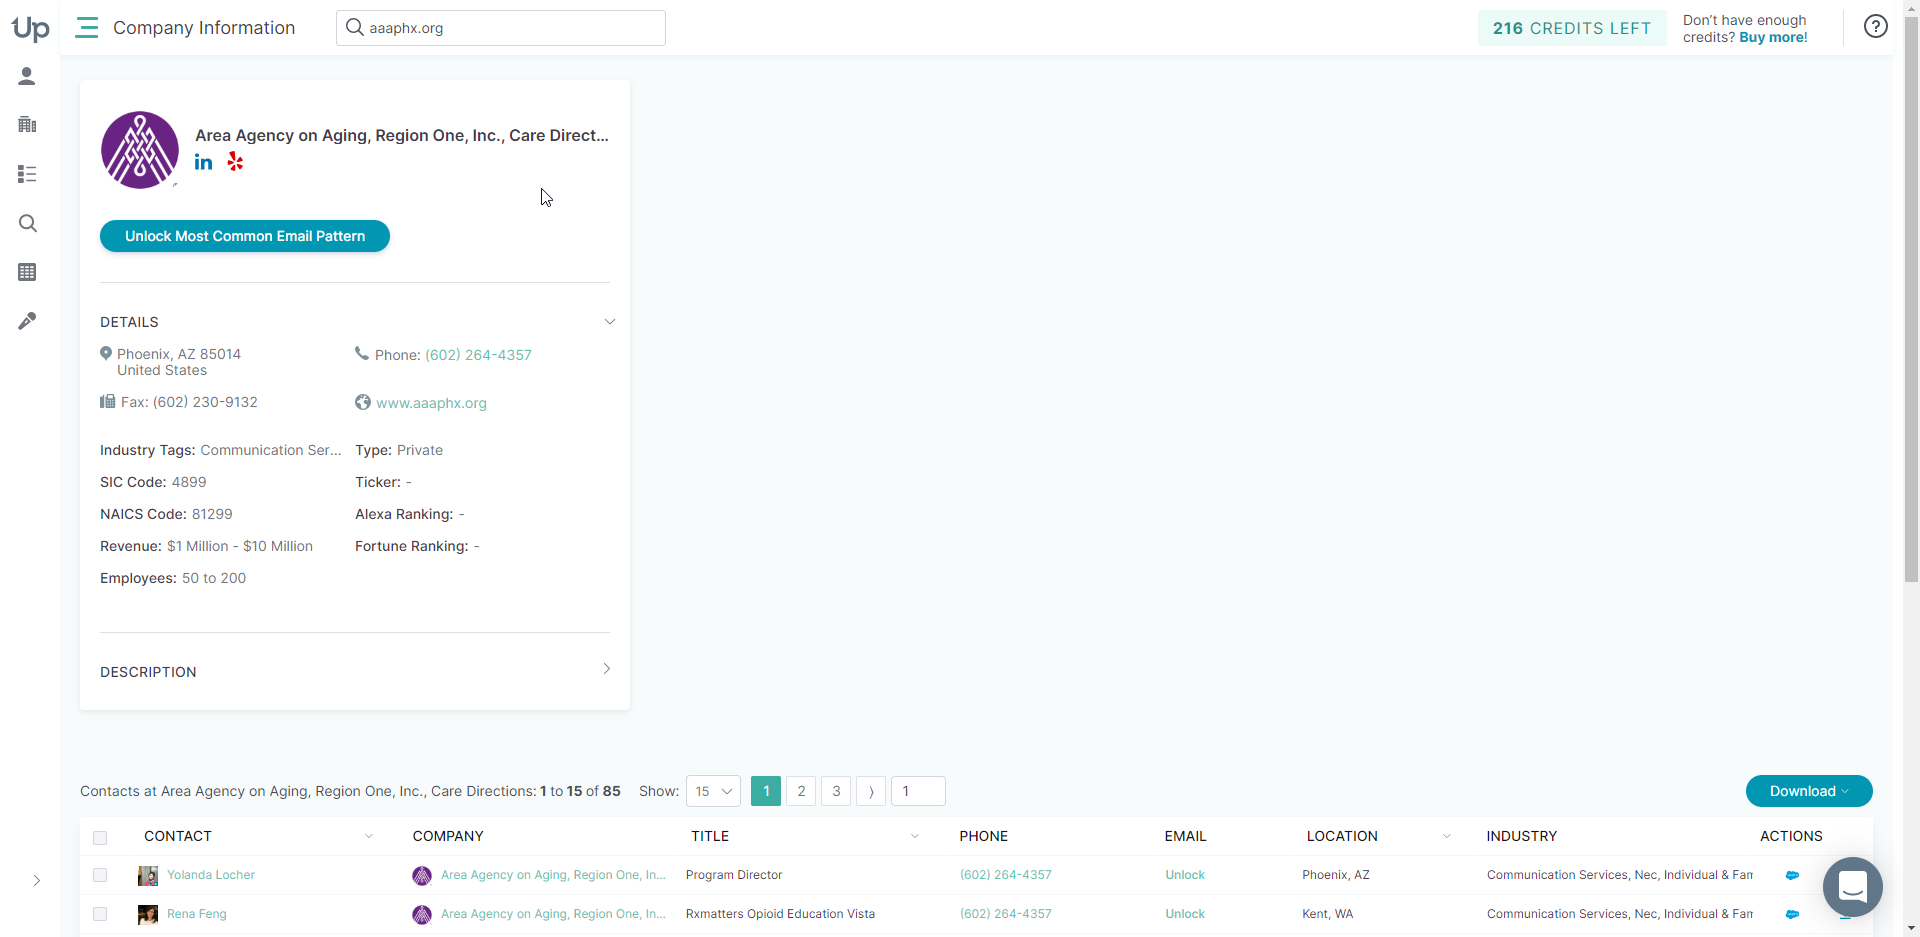 Up
Company Information
aaaphx.org
216 CREDITS LEFT
Don't have enough
credits? Buy more!
?
Area Agency on Aging, Region One, Inc., Care Direct...
in
Unlock Most Common Email Pattern
DETAILS
Phoenix, AZ 85014
United States
Phone: (602) 264-4357
Fax: (602) 230-9132
www.aaaphx.org
Industry Tags: Communication Ser...
Type: Private
SIC Code: 4899
Ticker: -
NAICS Code: 81299
Alexa Ranking: -
Revenue: $1 Million - $10 Million
Fortune Ranking: -
Employees: 50 to 200
DESCRIPTION
Contacts at Area Agency on Aging, Region One, Inc., Care Directions: 1 to 15 of 85 Show: 15 1 2 3 ⟩ 1
Download
CONTACT COMPANY TITLE PHONE EMAIL LOCATION INDUSTRY ACTIONS
Yolanda Locher Area Agency on Aging, Region One, In... Program Director (602) 264-4357 Unlock Phoenix, AZ Communication Services, Nec, Individual & Fam
Rena Feng Area Agency on Aging, Region One, In... Rxmatters Opioid Education Vista (602) 264-4357 Unlock Kent, WA Communication Services, Nec, Individual & Fam